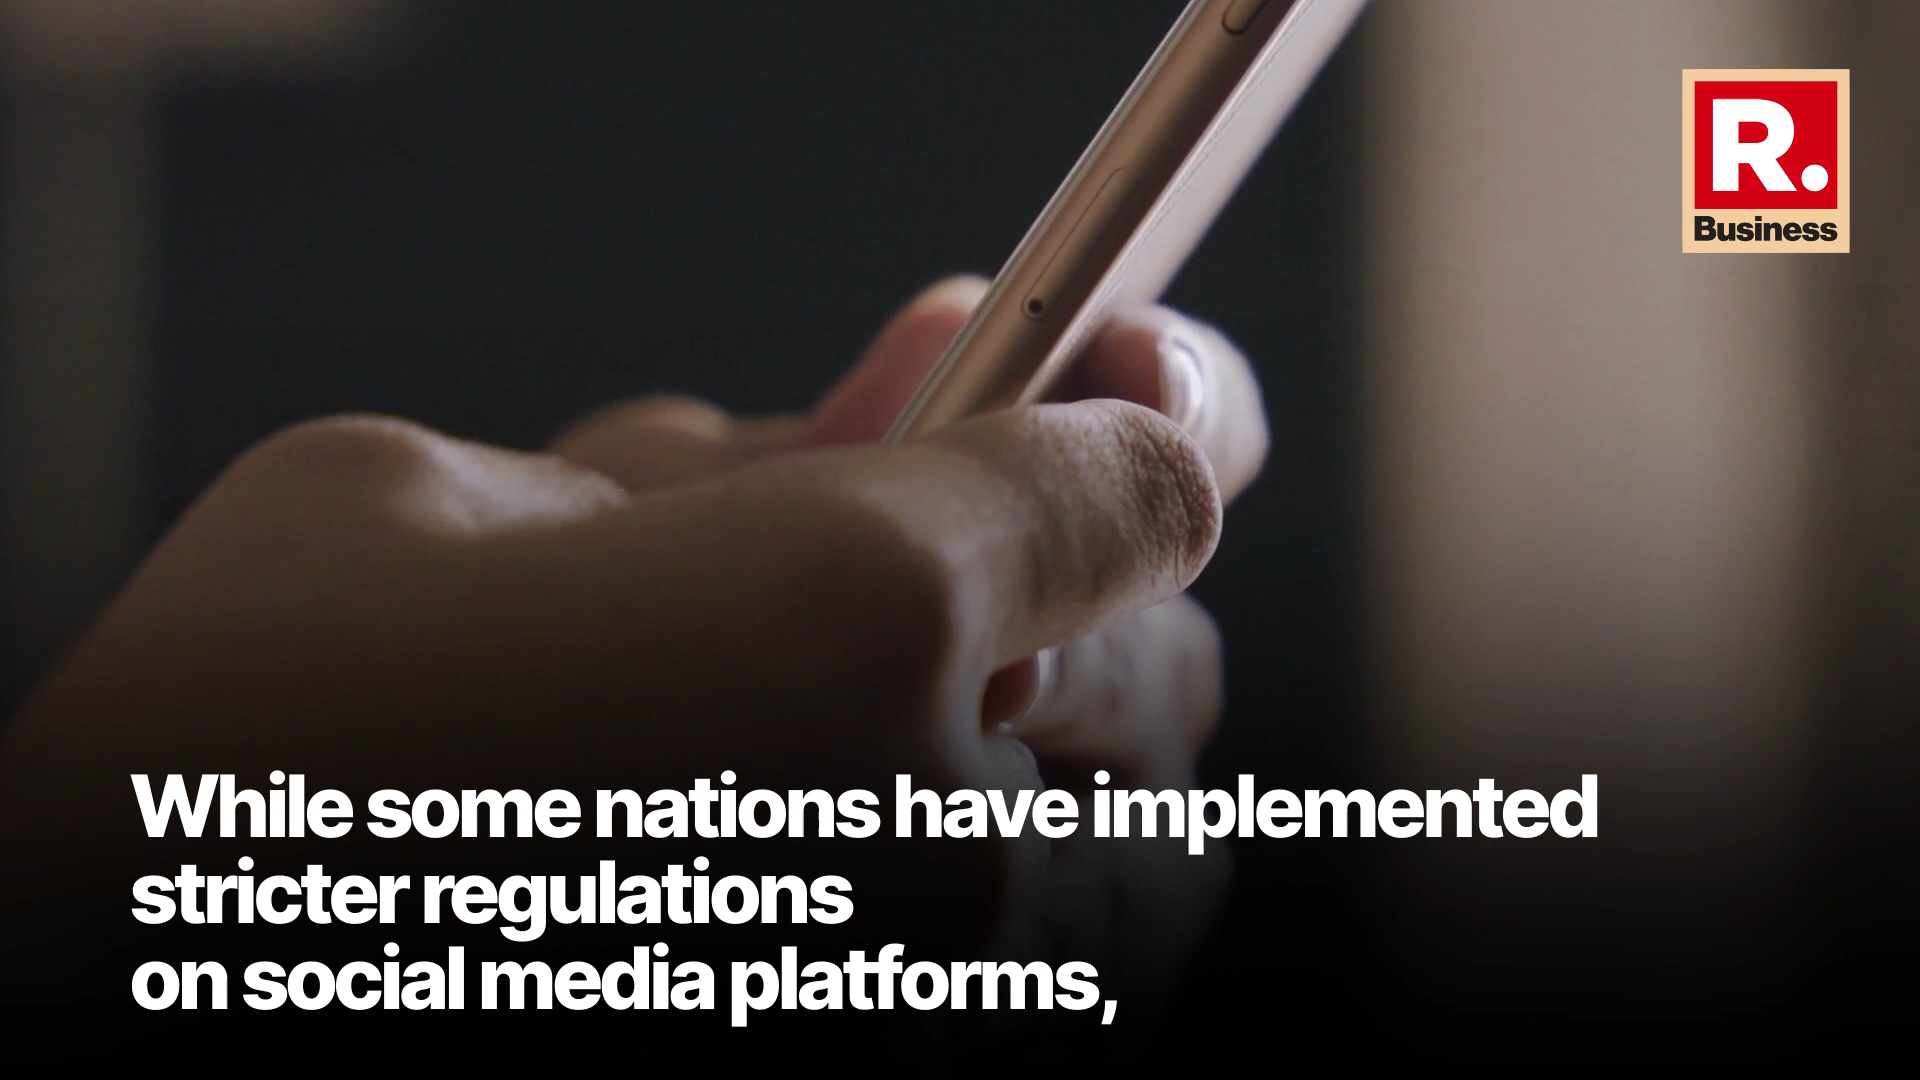 R.
Business
While some nations have implemented
stricter regulations
on social media platforms,